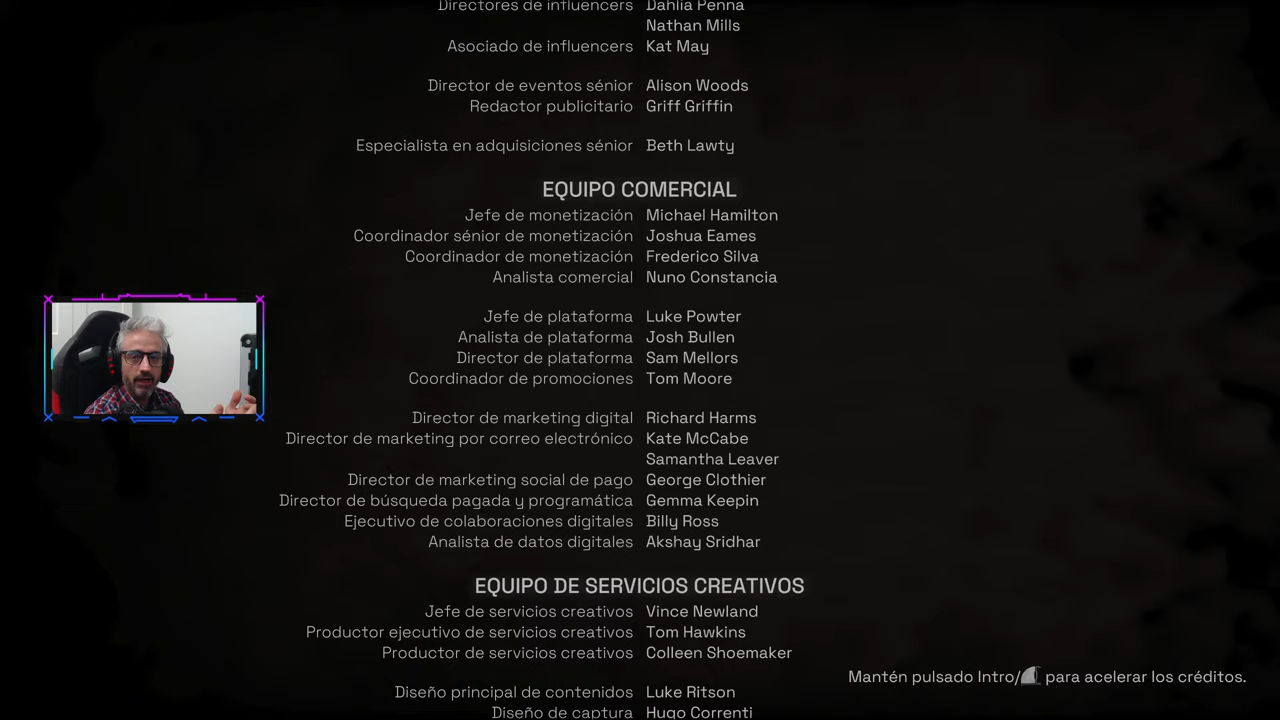 Directores de influencers Dahlia Penna
Nathan Mills
Asociado de influencers Kat May
Director de eventos sénior Alison Woods
Redactor publicitario Griff Griffin
Especialista en adquisiciones sénior Beth Lawty
EQUIPO COMERCIAL
Jefe de monetización Michael Hamilton
Coordinador sénior de monetización Joshua Eames
Coordinador de monetización Frederico Silva
Analista comercial Nuno Constancia
Jefe de plataforma Luke Powter
Analista de plataforma Josh Bullen
Director de plataforma Sam Mellors
Coordinador de promociones Tom Moore
Director de marketing digital Richard Harms
Director de marketing por correo electrónico Kate McCabe
Samantha Leaver
Director de marketing social de pago George Clothier
Director de búsqueda pagada y programática Gemma Keepin
Ejecutivo de colaboraciones digitales Billy Ross
Analista de datos digitales Akshay Sridhar
EQUIPO DE SERVICIOS CREATIVOS
Jefe de servicios creativos Vince Newland
Productor ejecutivo de servicios creativos Tom Hawkins
Productor de servicios creativos Colleen Shoemaker
Mantén pulsado Intro/ para acelerar los créditos.
Diseño principal de contenidos Luke Ritson
Diseño de captura Hugo Correnti